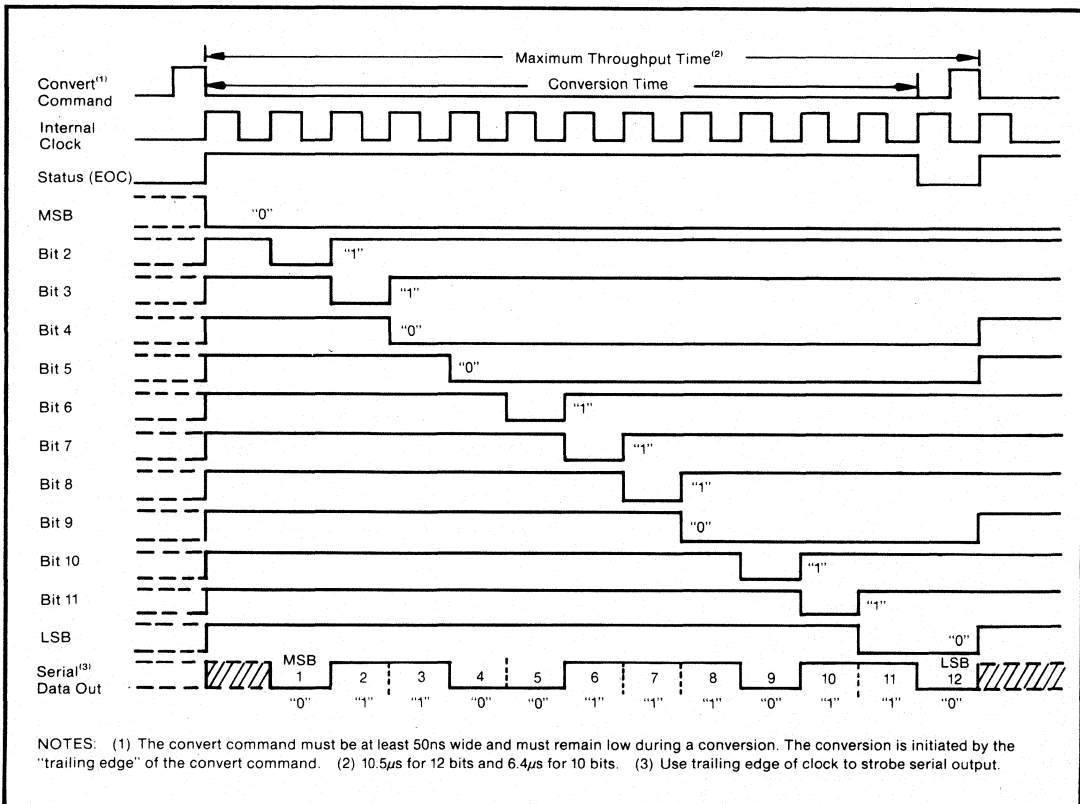 Maximum Throughput Time(2)
Convert(1)
Command
Conversion Time
Internal
Clock
Status (EOC)
MSB
"0"
Bit 2
"1"
Bit 3
"1"
Bit 4
"0"
Bit 5
"0"
Bit 6
"1"
Bit 7
"1"
Bit 8
"1"
Bit 9
"0"
Bit 10
"1"
Bit 11
"1"
LSB
"0"
Serial(3)
Data Out
MSB
LSB
1 2 3 4 5 6 7 8 9 10 11 12
"0" "1" "1" "0" "0" "1" "1" "1" "0" "1" "1" "0"
NOTES: (1) The convert command must be at least 50ns wide and must remain low during a conversion. The conversion is initiated by the
"trailing edge" of the convert command. (2) 10.5µs for 12 bits and 6.4µs for 10 bits. (3) Use trailing edge of clock to strobe serial output.